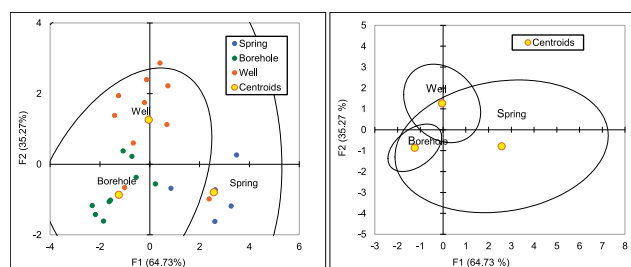 4
2
0
-2
-4
-2
0
2
4
6
F2 (35.27 %)
F1 (64.73%)
Spring
Borehole
Well
Centroids
Well
Borehole
Spring
5
4
3
2
1
0
-1
-2
-3
-4
-5
-3
-2
-1
0
1
2
3
4
5
6
7
8
F2 (35.27 %)
F1 (64.73 %)
Centroids
Well
Spring
Borehole